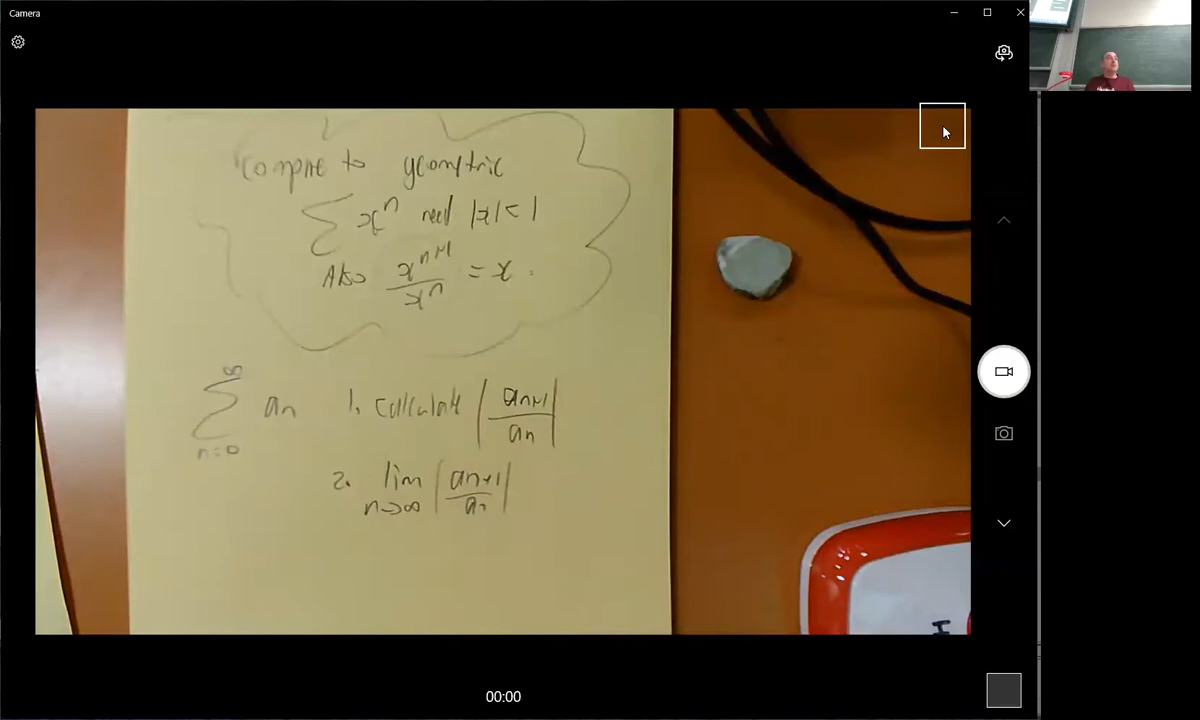 Camera
compare to geometric
∑ xⁿ need |x| < 1
Also xⁿ⁺¹/xⁿ = x.
∑ₙ₌₀^∞ aₙ 1. calculate |aₙ₊₁/aₙ|
2. lim n→∞ |aₙ₊₁/aₙ|
H
00:00